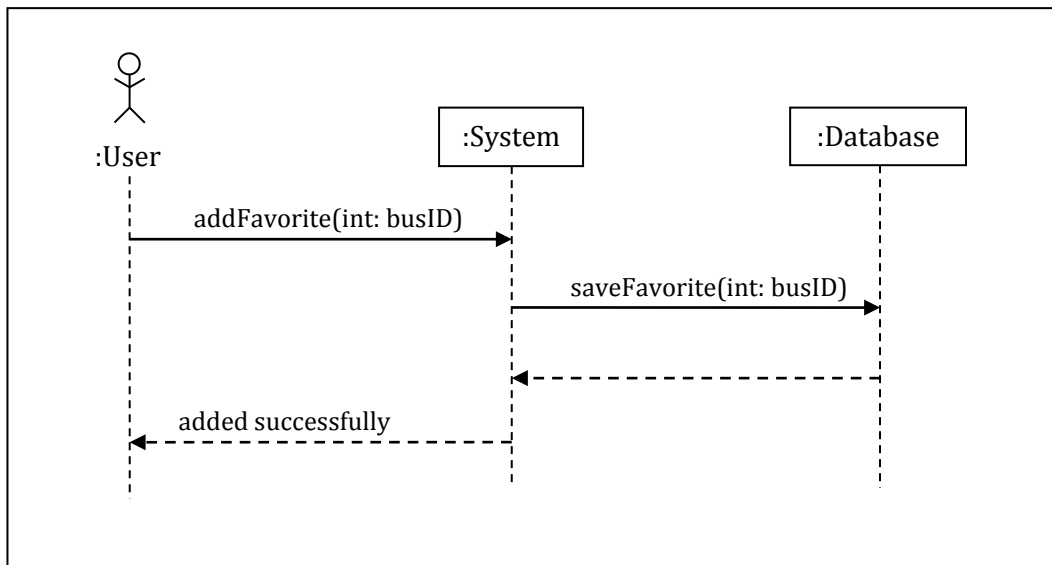 :User
:System
:Database
addFavorite(int: busID)
saveFavorite(int: busID)
added successfully